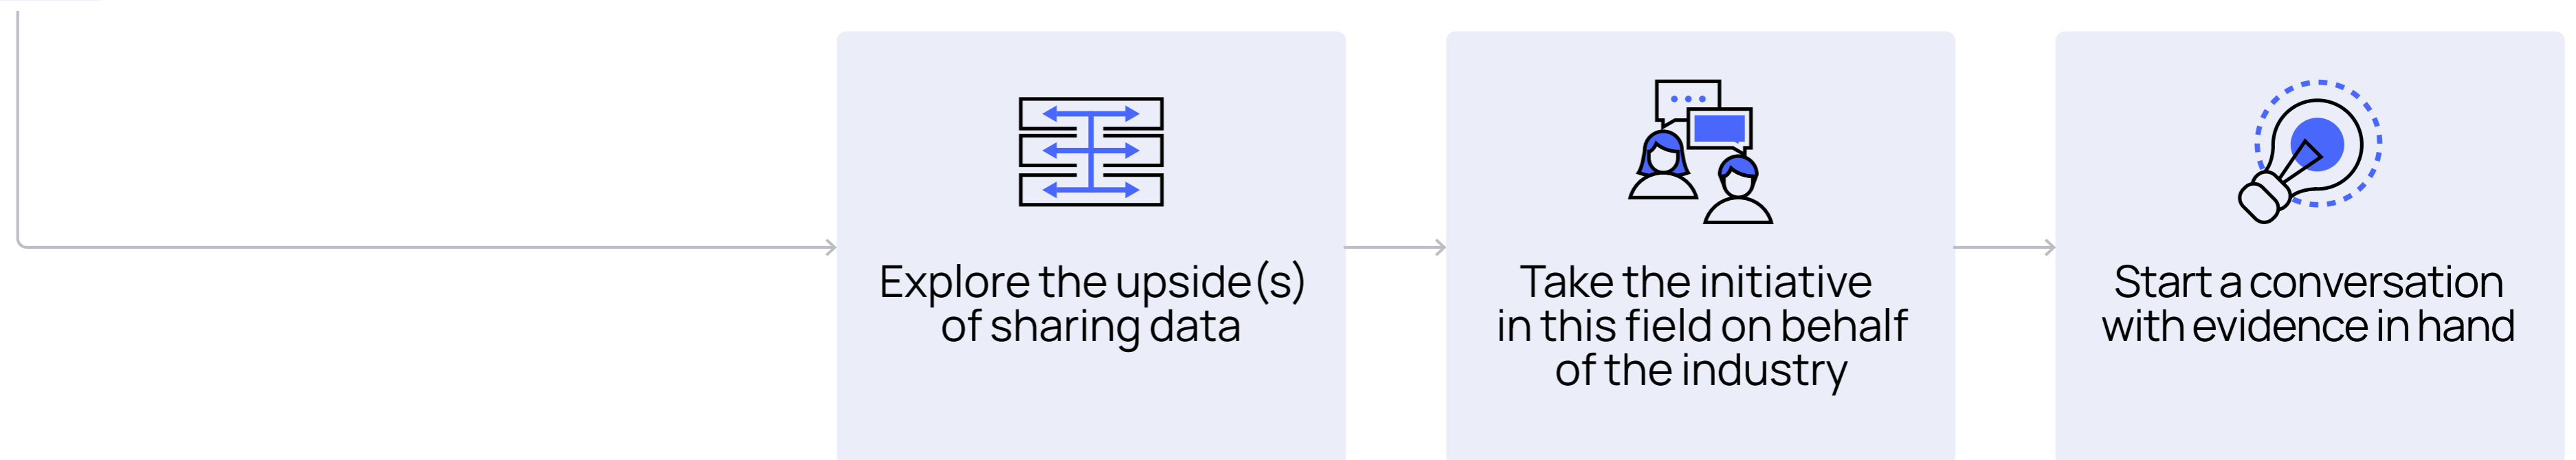 Explore the upside(s)
of sharing data
Take the initiative
in this field on behalf
of the industry
Start a conversation
with evidence in hand